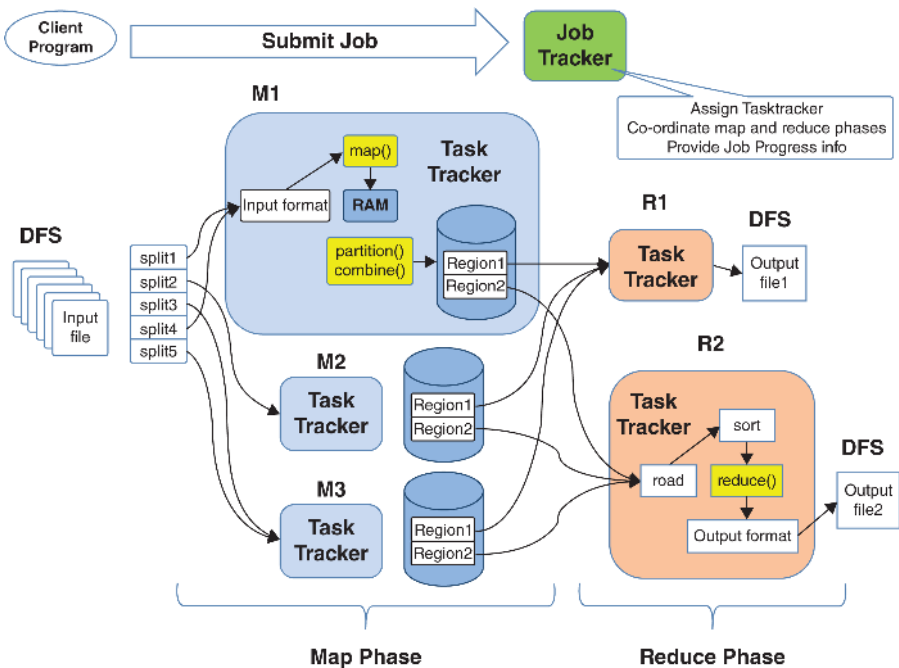 Client
Program
Submit Job
Job
Tracker
Assign Tasktracker
Co-ordinate map and reduce phases
Provide Job Progress info
M1
map()
Task
Tracker
Input format
RAM
partition()
combine()
Region1
Region2
DFS
Input
file
split1
split2
split3
split4
split5
M2
Task
Tracker
Region1
Region2
M3
Task
Tracker
Region1
Region2
R1
Task
Tracker
DFS
Output
file1
R2
Task
Tracker
sort
road
reduce()
Output format
DFS
Output
file2
Map Phase
Reduce Phase